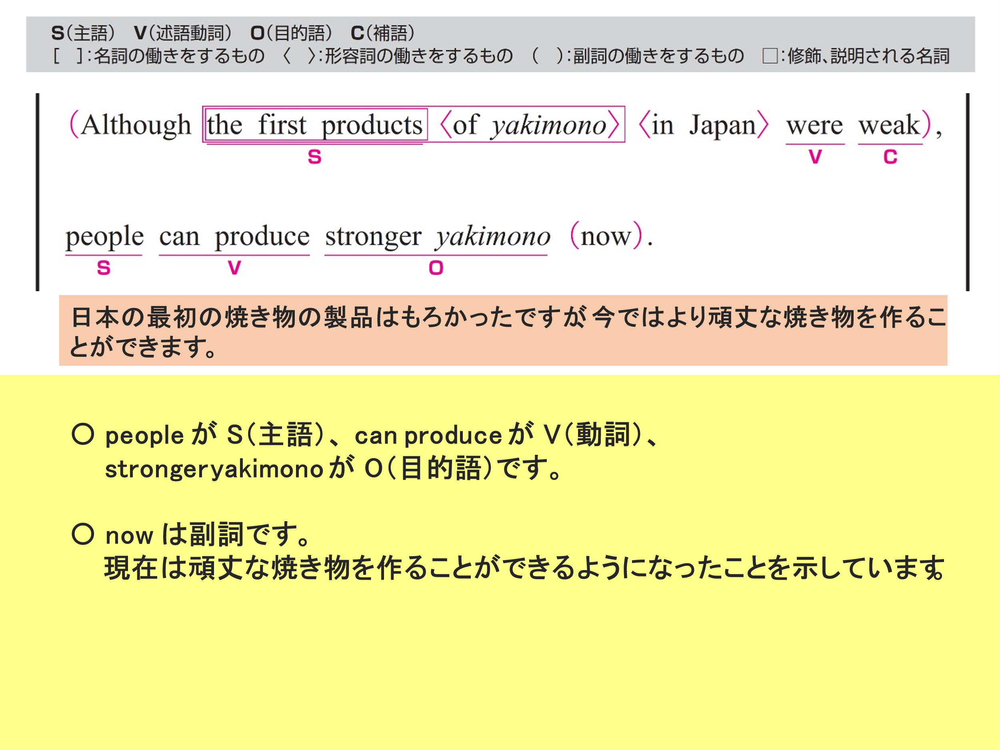 S（主語）　V（述語動詞）　O（目的語）　C（補語）
[　]：名詞の働きをするもの　〈　〉：形容詞の働きをするもの　（　）：副詞の働きをするもの　□：修飾、説明される名詞
（Although the first products 〈of yakimono〉 〈in Japan〉 were weak）,
S V C
people can produce stronger yakimono （now）.
S V O
日本の最初の焼き物の製品はもろかったですが、今ではより頑丈な焼き物を作るこ
とができます。
○ people が S（主語）、can produce が V（動詞）、
stronger yakimono が O（目的語）です。
○ now は副詞です。
現在は頑丈な焼き物を作ることができるようになったことを示しています。